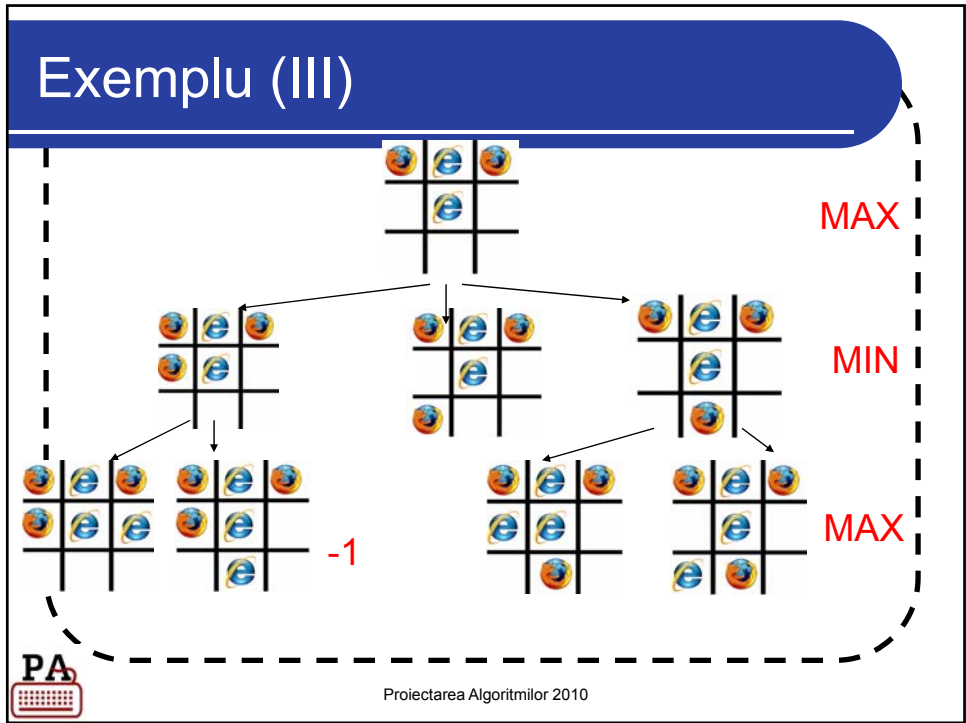 Exemplu (III)
MAX
MIN
MAX
-1
PA
Proiectarea Algoritmilor 2010